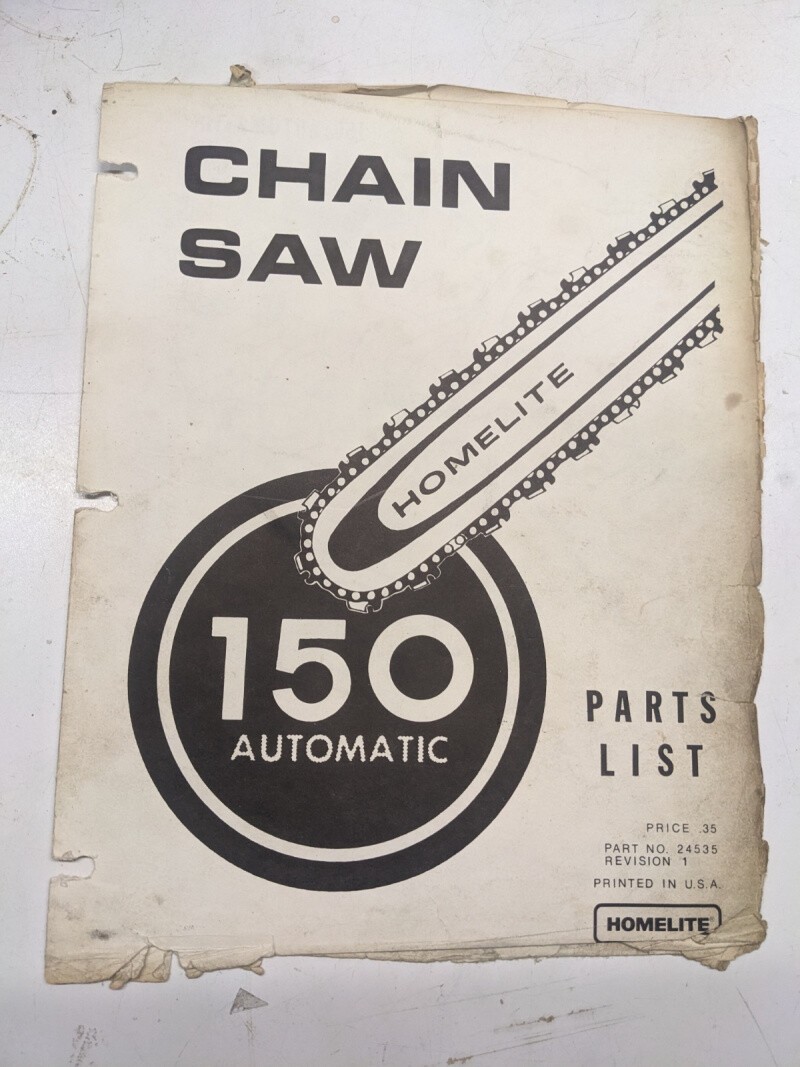 CHAIN
SAW
HOMELITE
150
AUTOMATIC
PARTS
LIST
PRICE .35
PART NO. 24535
REVISION 1
PRINTED IN U.S.A.
HOMELITE®